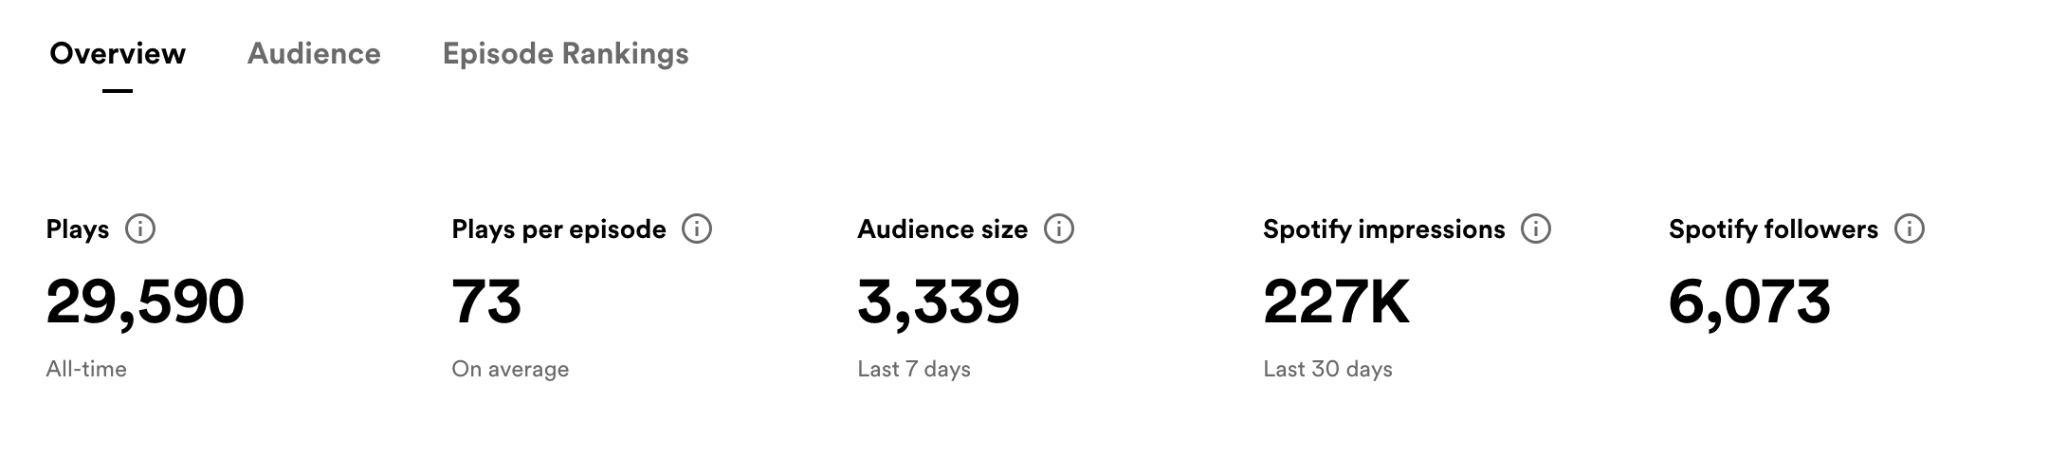 Overview Audience Episode Rankings
Plays Plays per episode Audience size Spotify impressions Spotify followers
29,590 73 3,339 227K 6,073
All-time On average Last 7 days Last 30 days